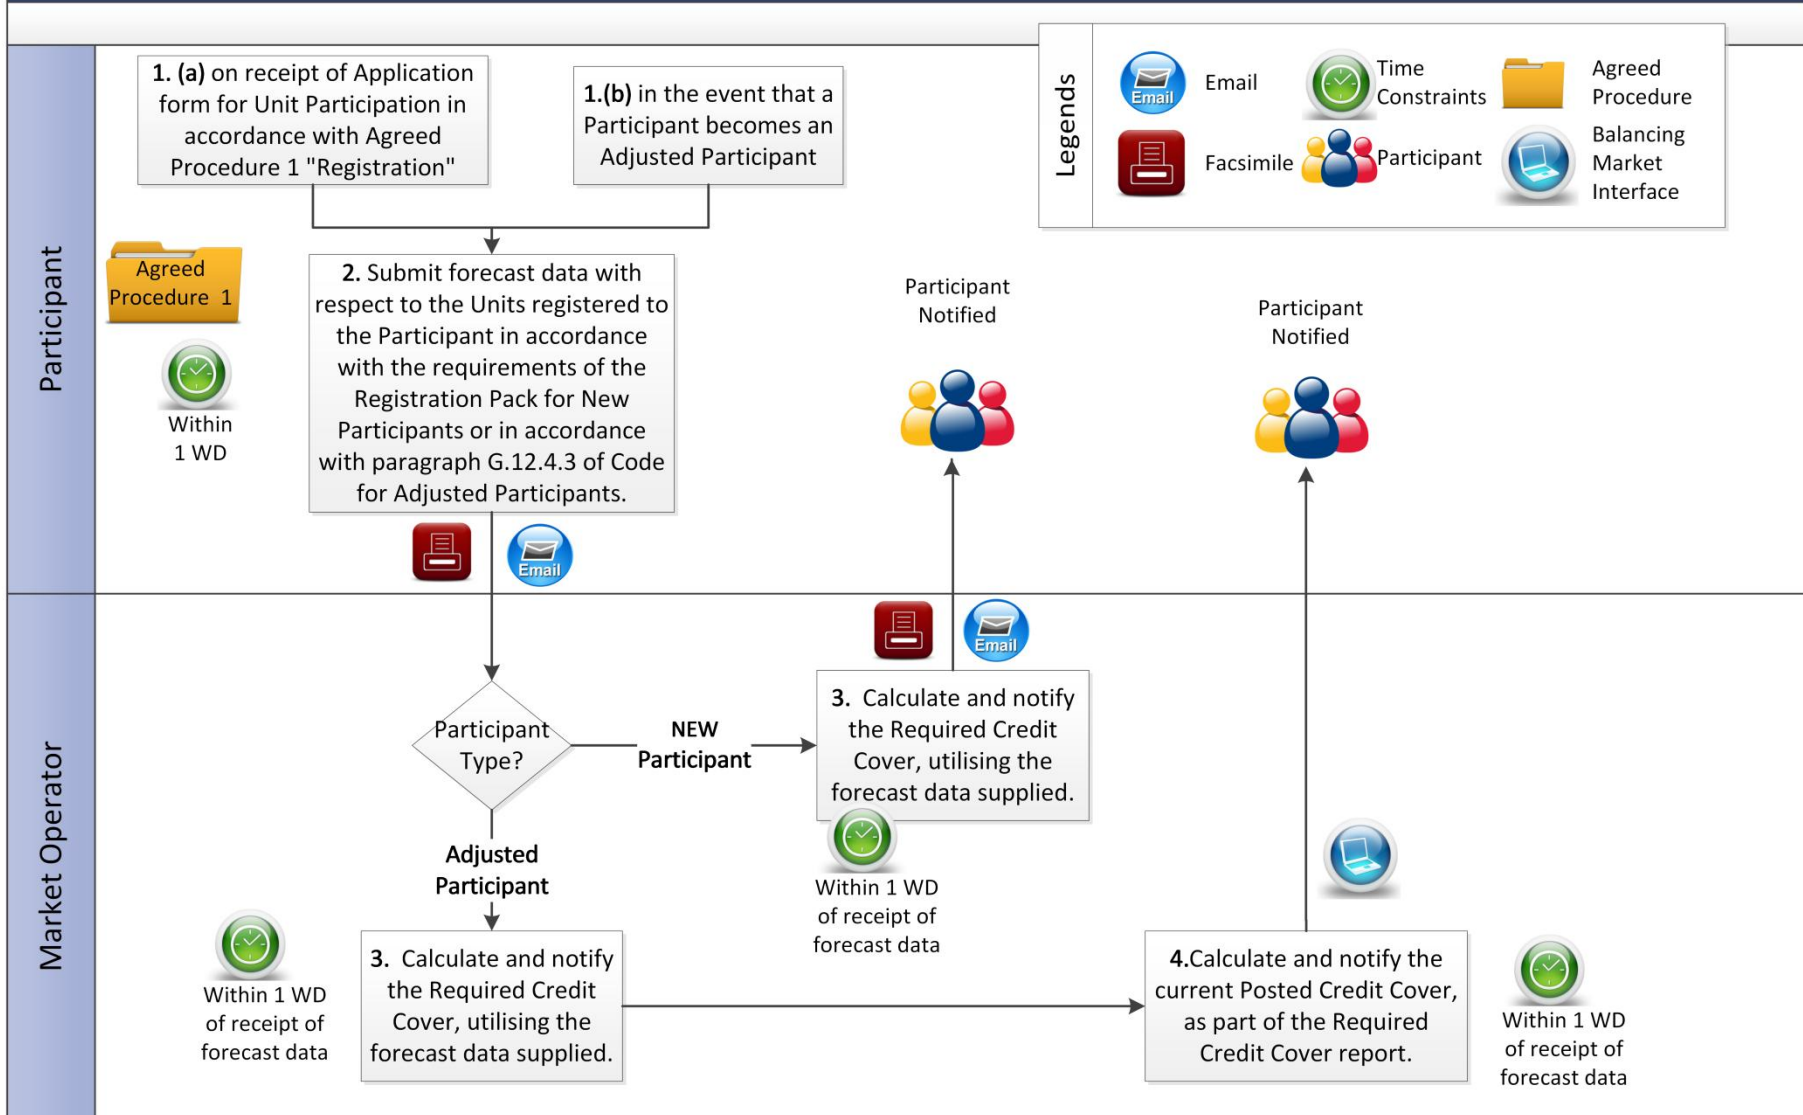 1. (a) on receipt of Application
form for Unit Participation in
accordance with Agreed
Procedure 1 "Registration"
1.(b) in the event that a
Participant becomes an
Adjusted Participant
Legends
Email
Email
Time
Constraints
Agreed
Procedure
Facsimile
Participant
Balancing
Market
Interface
Participant
Agreed
Procedure 1
Within
1 WD
2. Submit forecast data with
respect to the Units registered to
the Participant in accordance
with the requirements of the
Registration Pack for New
Participants or in accordance
with paragraph G.12.4.3 of Code
for Adjusted Participants.
Email
Participant
Notified
Participant
Notified
Market Operator
Participant
Type?
NEW
Participant
Email
3. Calculate and notify
the Required Credit
Cover, utilising the
forecast data supplied.
Within 1 WD
of receipt of
forecast data
Adjusted
Participant
Within 1 WD
of receipt of
forecast data
3. Calculate and notify
the Required Credit
Cover, utilising the
forecast data supplied.
4.Calculate and notify the
current Posted Credit Cover,
as part of the Required
Credit Cover report.
Within 1 WD
of receipt of
forecast data